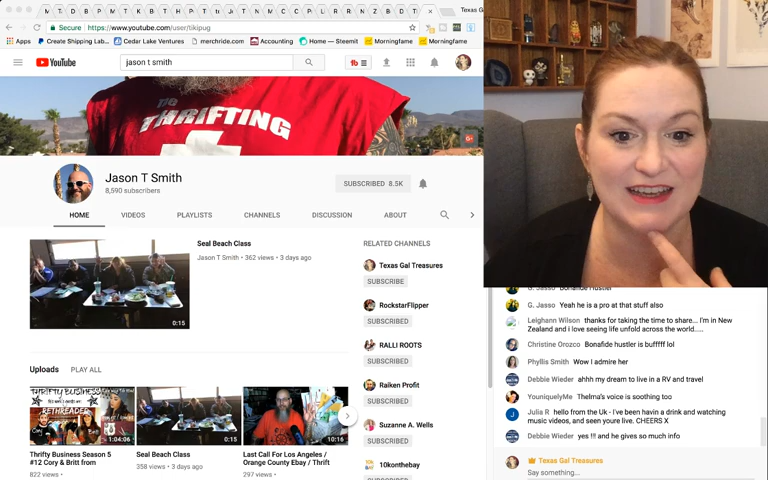 Texas G
Secure https://www.youtube.com/user/tikipug
Apps Create Shipping Lab... Cedar Lake Ventures merchride.com Accounting Home — Steemit Morningfame Morningfame
YouTube
jason t smith
THE
THRIFTING
Jason T Smith
8,590 subscribers
SUBSCRIBED 8.5K
HOME VIDEOS PLAYLISTS CHANNELS DISCUSSION ABOUT
Seal Beach Class
Jason T Smith • 362 views • 3 days ago
0:15
RELATED CHANNELS
Texas Gal Treasures
SUBSCRIBE
RockstarFlipper
SUBSCRIBED
RALLI ROOTS
SUBSCRIBED
Raiken Profit
SUBSCRIBED
Suzanne A. Wells
SUBSCRIBED
10konthebay
Uploads PLAY ALL
THRIFTY BUSINESS
RETHREADER
1:04:06
0:15
10:16
Thrifty Business Season 5
#12 Cory & Britt from
822 views •
Seal Beach Class
358 views • 3 days ago
Last Call For Los Angeles /
Orange County Ebay / Thrift
297 views •
G. Jasso Bonafide Hustler
G. Jasso Yeah he is a pro at that stuff also
Leighann Wilson thanks for taking the time to share... I'm in New
Zealand and i love seeing life unfold across the world.....
Christine Orozco Bonafide hustler is buffff lol
Phyllis Smith Wow I admire her
Debbie Wieder ahhh my dream to live in a RV and travel
YouniquelyMe Thelma's voice is soothing too
Julia R hello from the Uk - I've been havin a drink and watching
music videos, and seen youre live. CHEERS X
Debbie Wieder yes !!! and he gives so much info
Texas Gal Treasures
Say something...